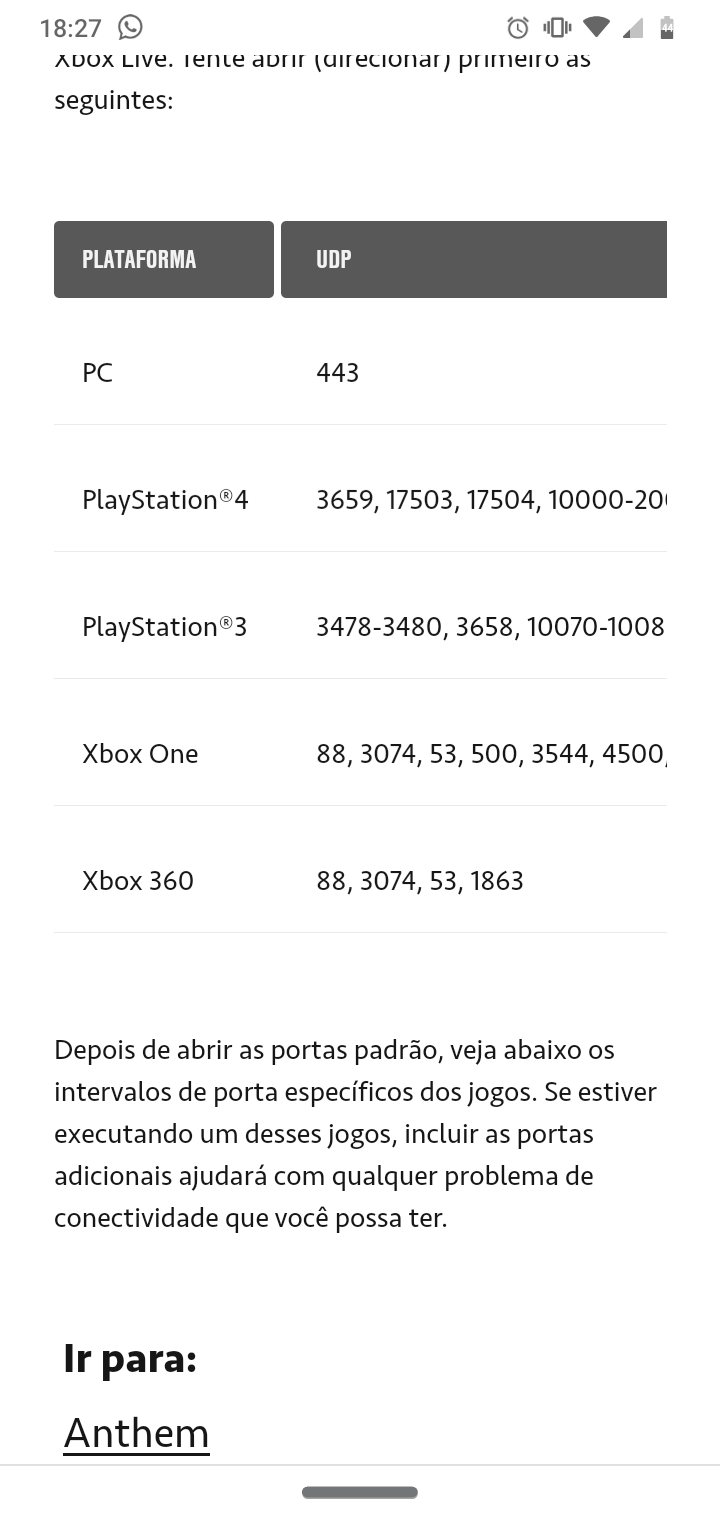 18:27
44
Xbox Live. Tente abrir (direcionar) primeiro as
seguintes:
PLATAFORMA UDP
PC 443
PlayStation®4 3659, 17503, 17504, 10000-20
PlayStation®3 3478-3480, 3658, 10070-1008
Xbox One 88, 3074, 53, 500, 3544, 4500,
Xbox 360 88, 3074, 53, 1863
Depois de abrir as portas padrão, veja abaixo os
intervalos de porta específicos dos jogos. Se estiver
executando um desses jogos, incluir as portas
adicionais ajudará com qualquer problema de
conectividade que você possa ter.
Ir para:
Anthem